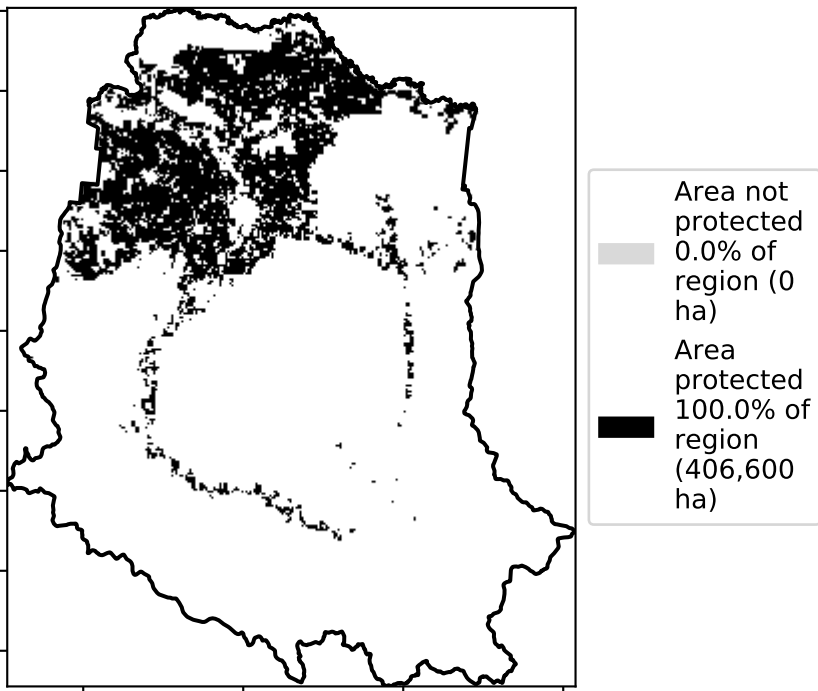 Area not
protected
0.0% of
region (0
ha)
Area
protected
100.0% of
region
(406,600
ha)